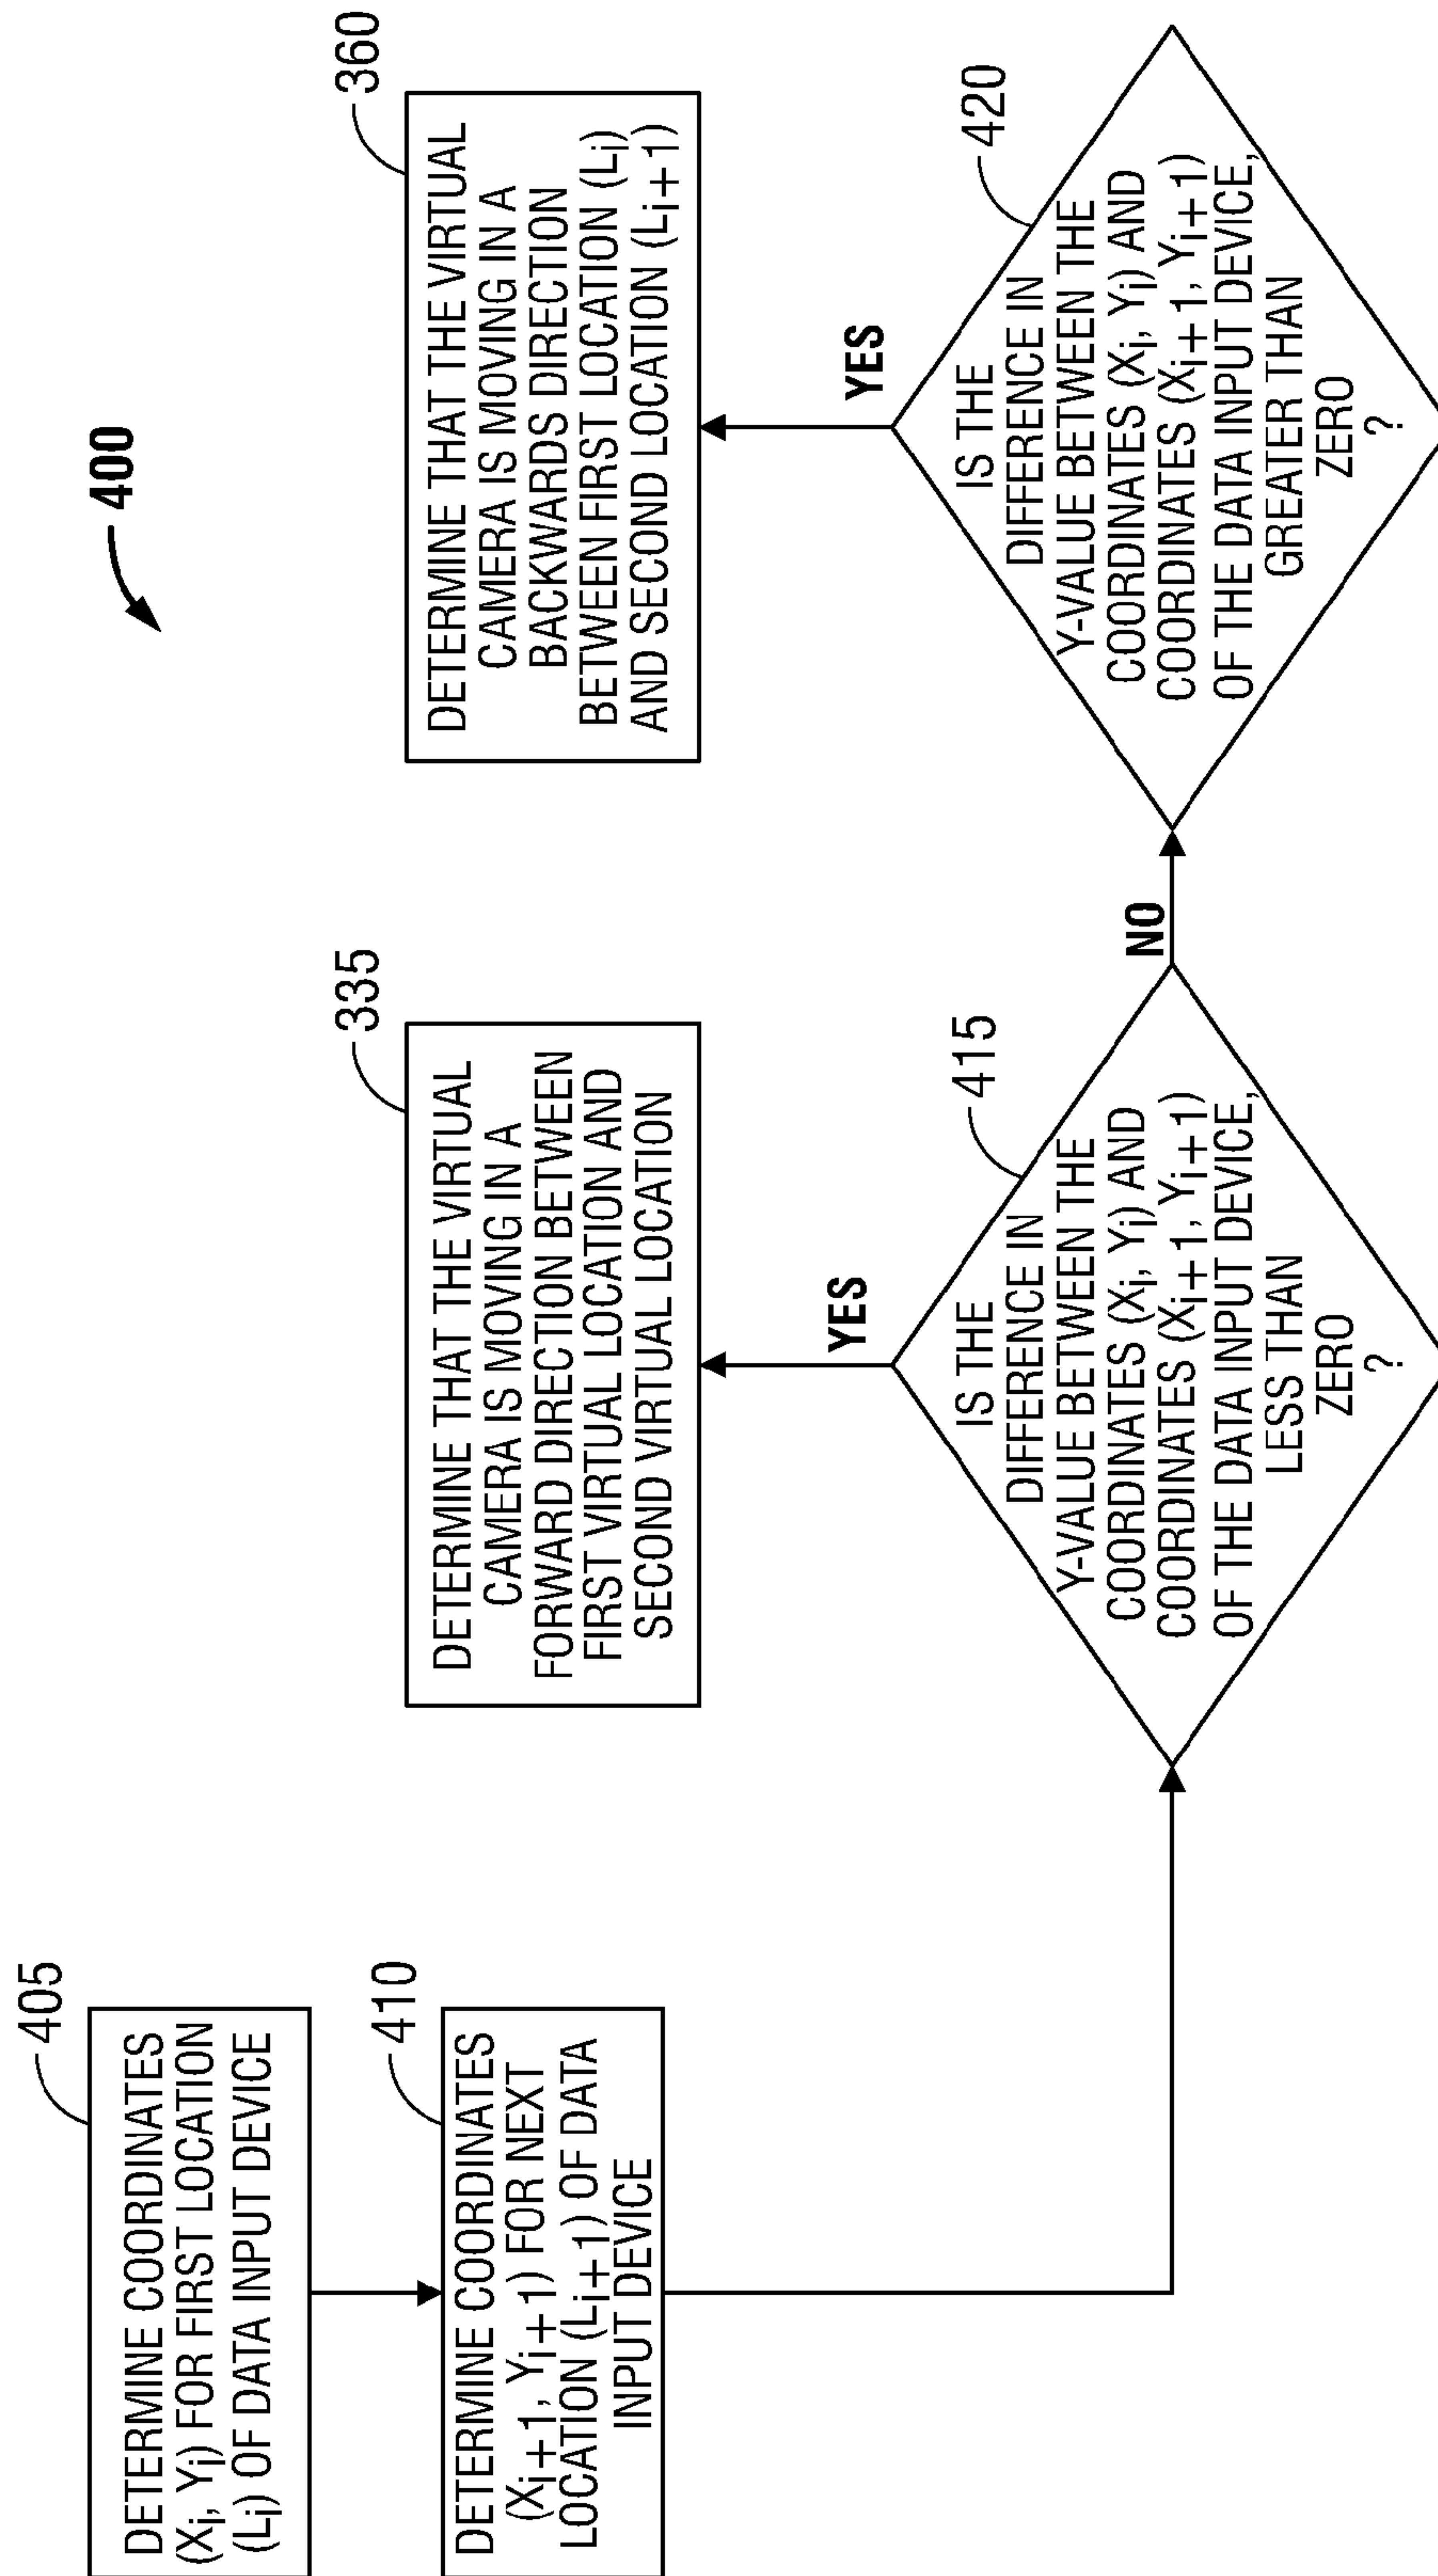 400
405
DETERMINE COORDINATES
(Xi, Yi) FOR FIRST LOCATION
(Li) OF DATA INPUT DEVICE
410
DETERMINE COORDINATES
(Xi+1, Yi+1) FOR NEXT
LOCATION (Li+1) OF DATA
INPUT DEVICE
335
DETERMINE THAT THE VIRTUAL
CAMERA IS MOVING IN A
FORWARD DIRECTION BETWEEN
FIRST VIRTUAL LOCATION AND
SECOND VIRTUAL LOCATION
360
DETERMINE THAT THE VIRTUAL
CAMERA IS MOVING IN A
BACKWARDS DIRECTION
BETWEEN FIRST LOCATION (Li)
AND SECOND LOCATION (Li+1)
YES
YES
415
IS THE
DIFFERENCE IN
Y-VALUE BETWEEN THE
COORDINATES (Xi, Yi) AND
COORDINATES (Xi+1, Yi+1)
OF THE DATA INPUT DEVICE,
LESS THAN
ZERO
?
NO
420
IS THE
DIFFERENCE IN
Y-VALUE BETWEEN THE
COORDINATES (Xi, Yi) AND
COORDINATES (Xi+1, Yi+1)
OF THE DATA INPUT DEVICE,
GREATER THAN
ZERO
?